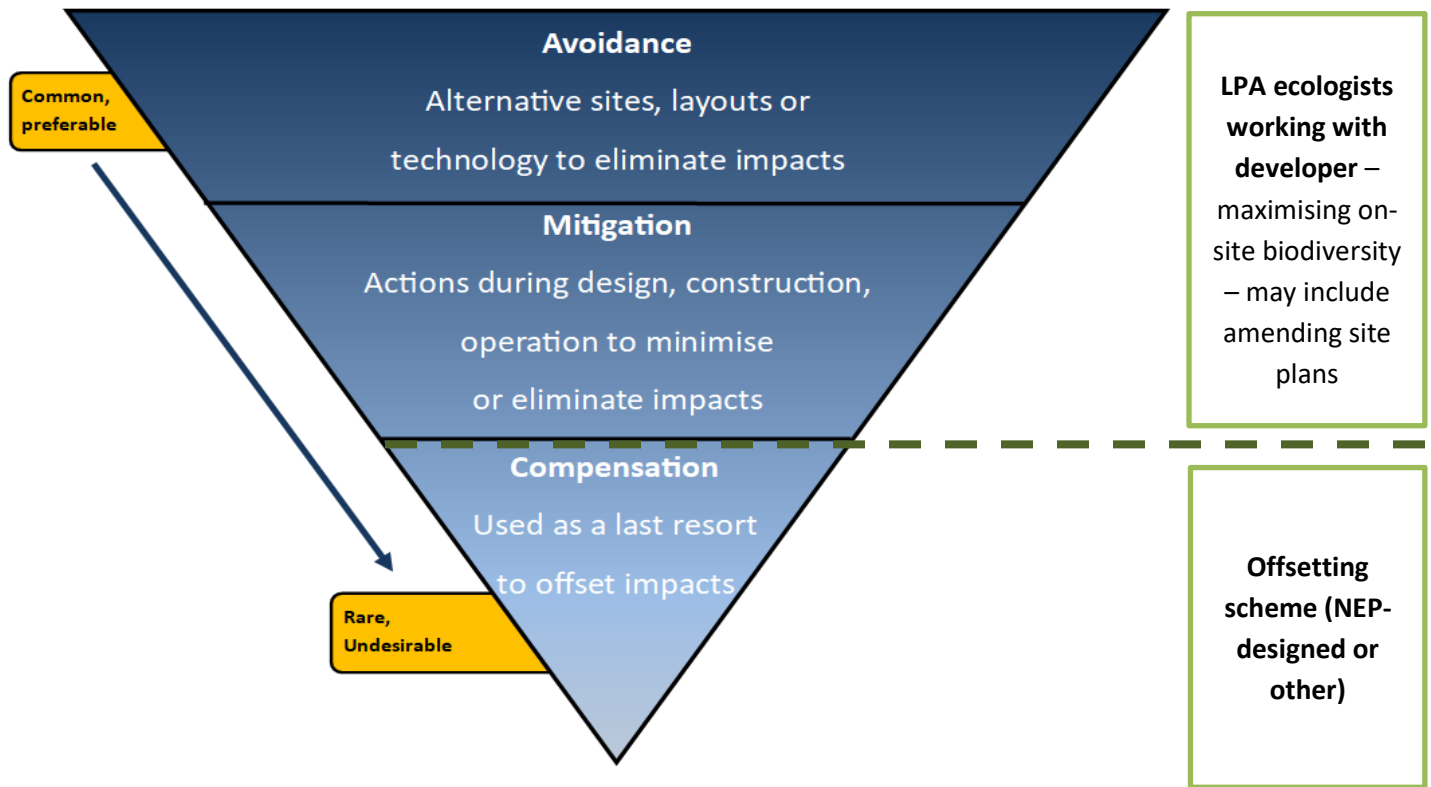 Avoidance
Alternative sites, layouts or
technology to eliminate impacts
Common,
preferable
Mitigation
Actions during design, construction,
operation to minimise
or eliminate impacts
Compensation
Used as a last resort
to offset impacts
Rare,
Undesirable
LPA ecologists
working with
developer –
maximising on-
site biodiversity
– may include
amending site
plans
Offsetting
scheme (NEP-
designed or
other)